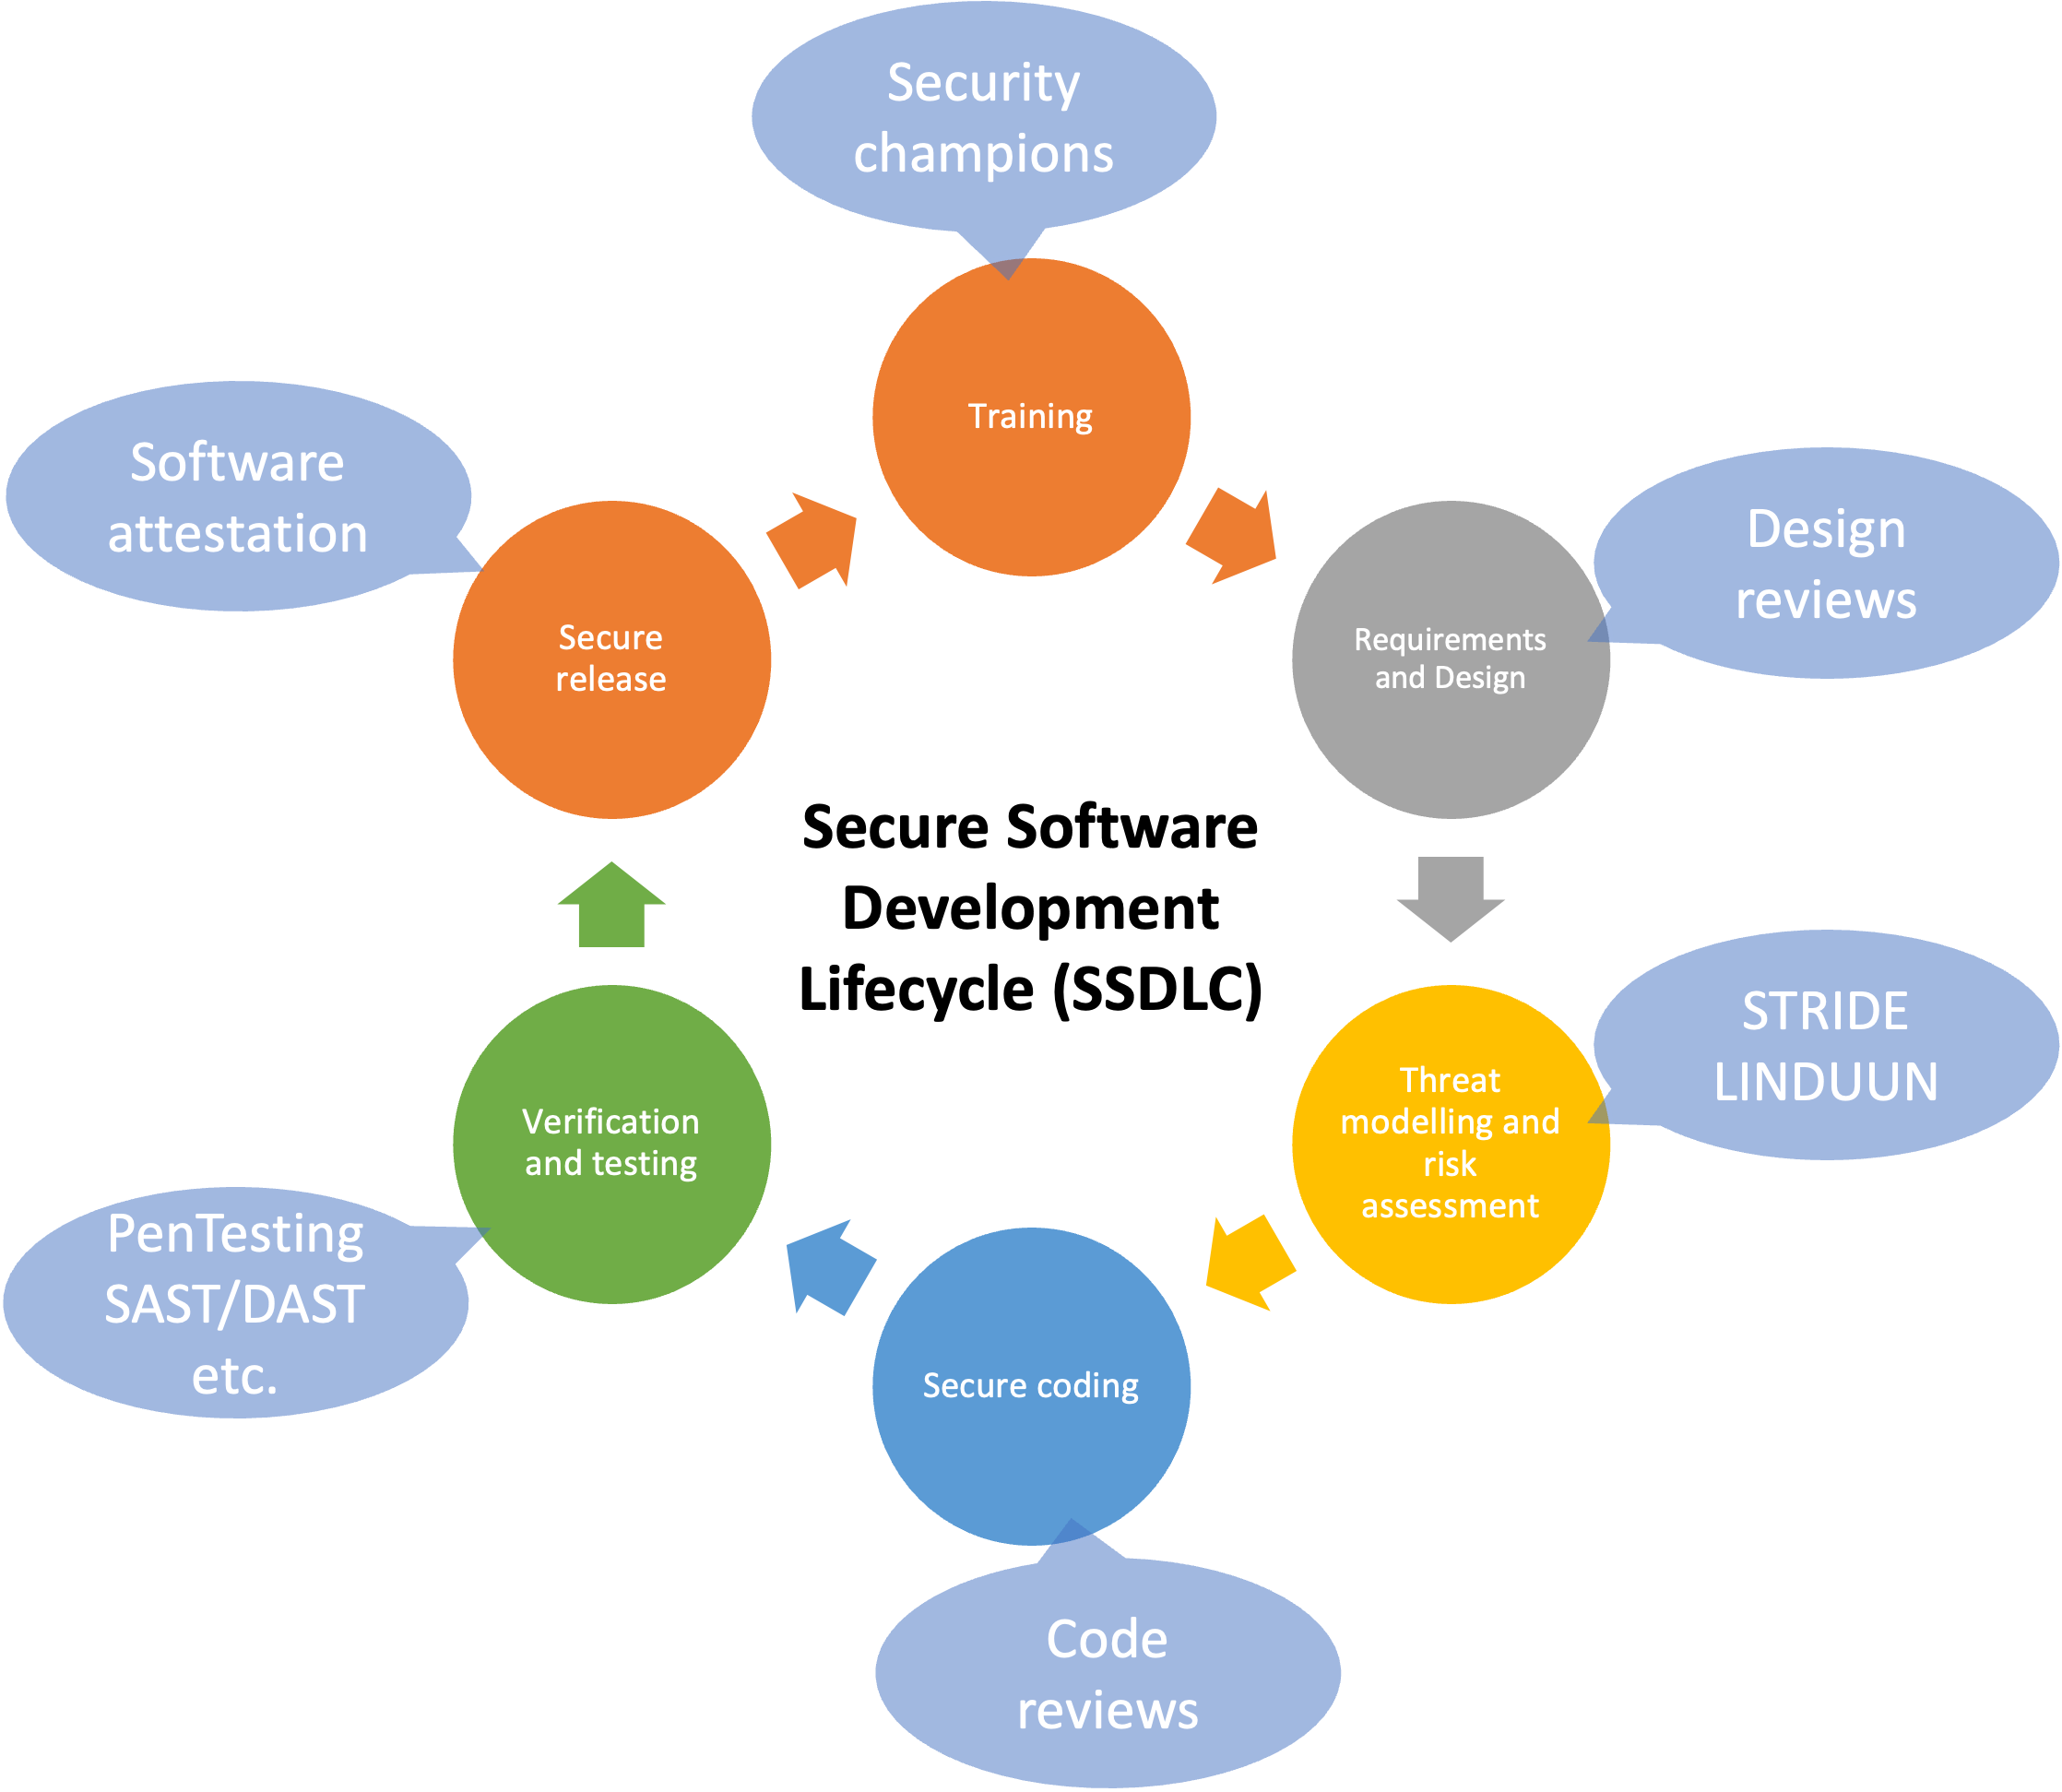 Security
champions
Training
Software
attestation
Design
reviews
Secure
release
Requirements
and Design
Secure Software
Development
Lifecycle (SSDLC)
STRIDE
LINDUUN
Threat
modelling and
risk
assessment
Verification
and testing
PenTesting
SAST/DAST
etc.
Secure coding
Code
reviews